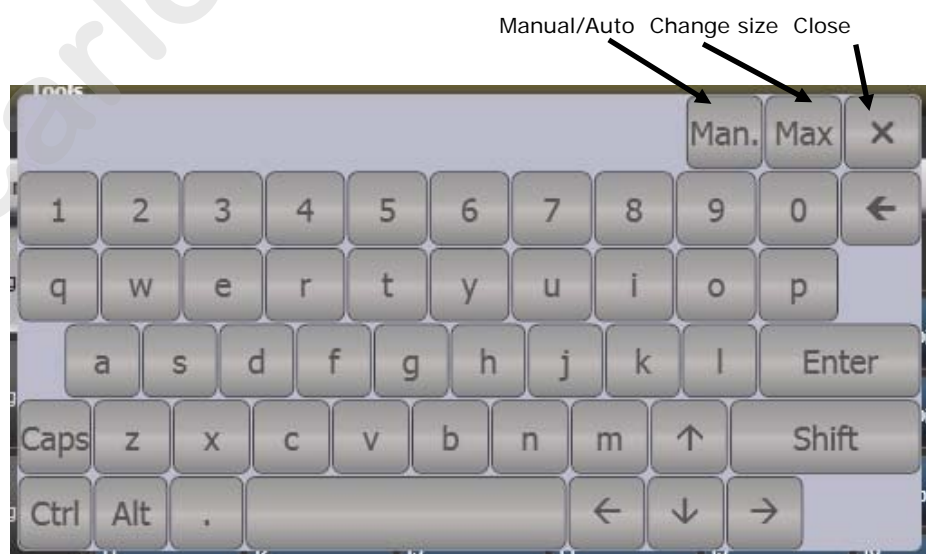 Manual/Auto Change size Close
Tools
Man. Max ×
1 2 3 4 5 6 7 8 9 0 ←
q w e r t y u i o p
a s d f g h j k l Enter
Caps z x c v b n m ↑ Shift
Ctrl Alt . ← ↓ →